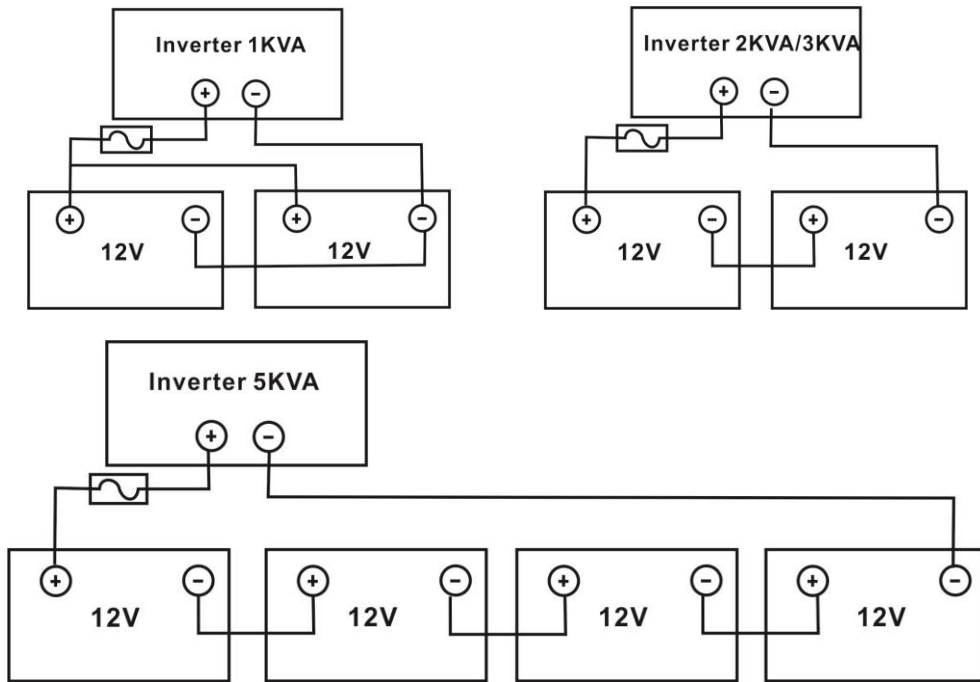 Inverter 1KVA
+ −
+ − + −
12V 12V
Inverter 2KVA/3KVA
+ −
+ − + −
12V 12V
Inverter 5KVA
+ −
+ − + − + − + −
12V 12V 12V 12V